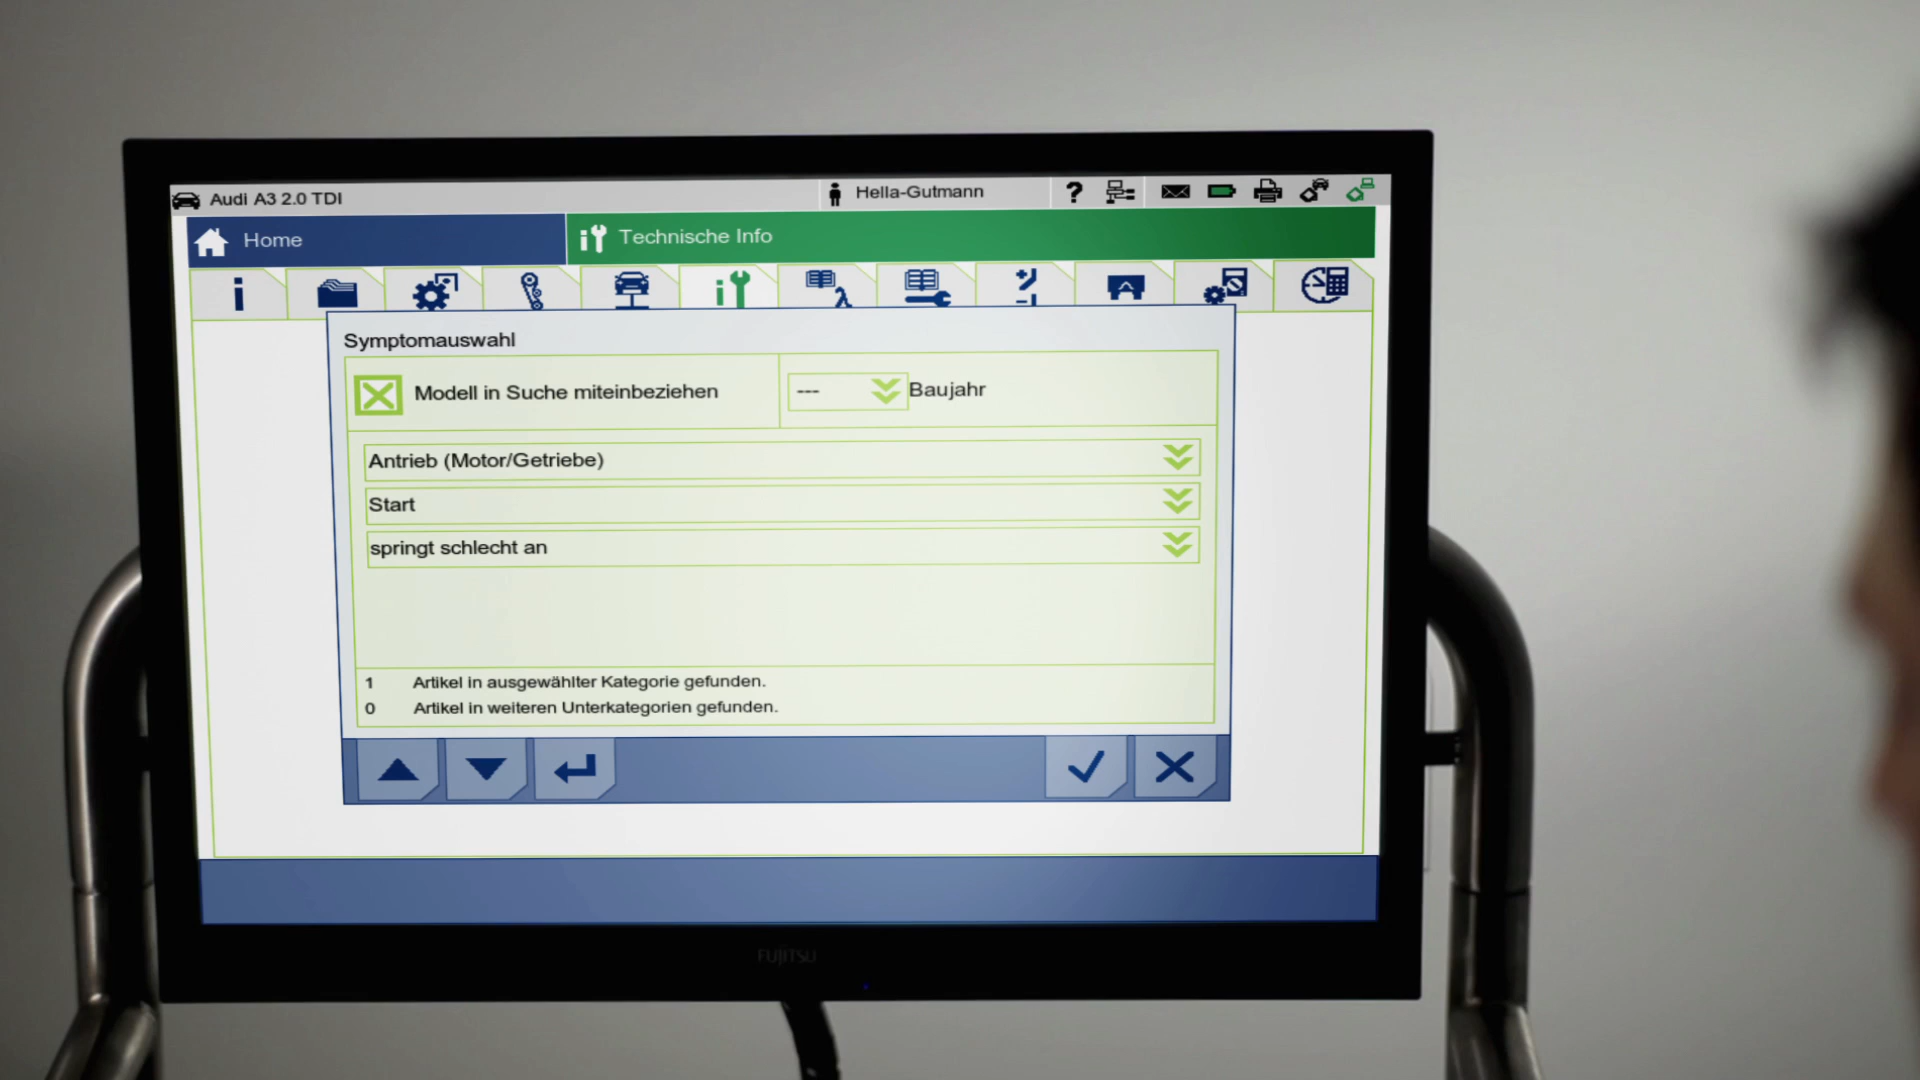 Audi A3 2.0 TDI
Hella-Gutmann
?
Home
Technische Info
Symptomauswahl
Modell in Suche miteinbeziehen
---
Baujahr
Antrieb (Motor/Getriebe)
Start
springt schlecht an
1 Artikel in ausgewählter Kategorie gefunden.
0 Artikel in weiteren Unterkategorien gefunden.
FUJITSU